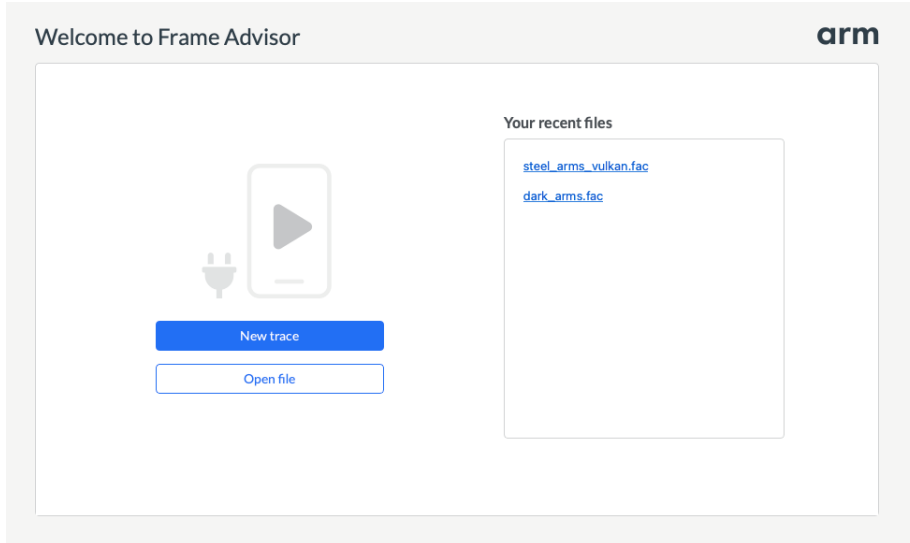 Welcome to Frame Advisor
arm
Your recent files
steel_arms_vulkan.fac
dark_arms.fac
New trace
Open file